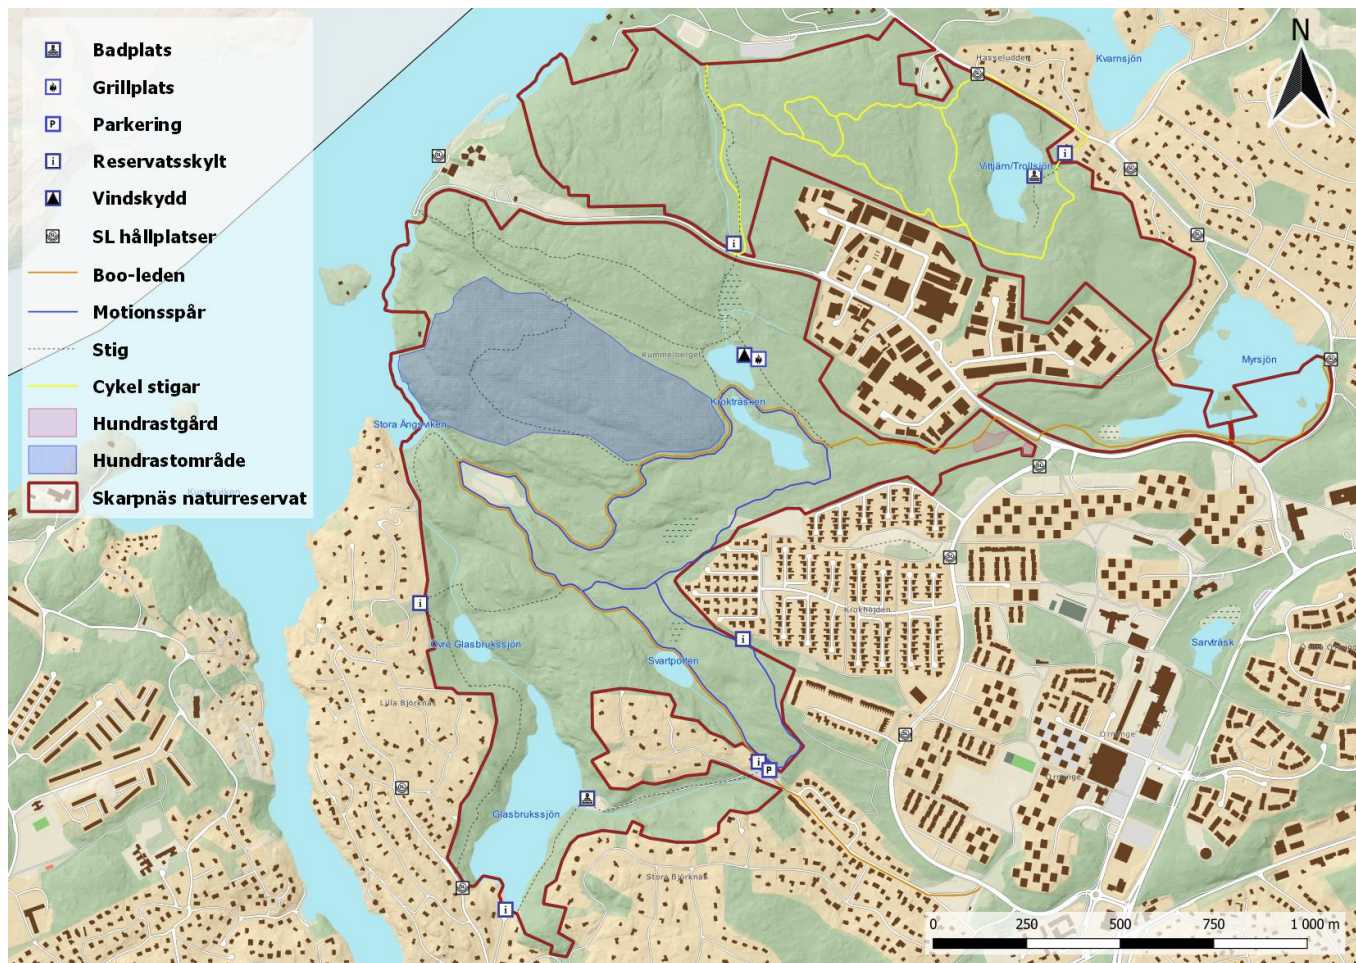 Badplats
Grillplats
Parkering
Reservatsskylt
Vindskydd
SL hållplatser
Boo-leden
Motionsspår
Stig
Cykel stigar
Hundrastgård
Hundrastområde
Skarpnäs naturreservat
N
Hasseludden
Kvarnsjön
Vittjärn/Trollsjön
Myrsjön
Kummelberget
Krokträsken
Stora Ängsviken
Krokhöjden
Övre Glasbrukssjön
Svartpotten
Sarvträsk
Lilla Björknäs
Orminge
Orminge
Glasbrukssjön
Stora Björknäs
0 250 500 750 1 000 m